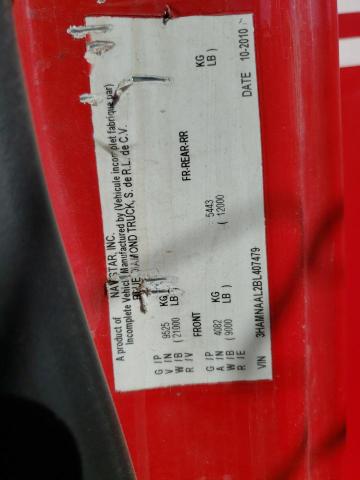 A product of NAVISTAR, INC.
Incomplete Vehicle Manufactured by (Vehicule incomplet fabrique par)
BLUE DIAMOND TRUCK, S. de R.L. de C.V.
G /P
V /N 9525 KG
W /B ( 21000 LB )
R /V
FRONT FR-REAR-RR
G /P
A /N 4082 KG 5443 KG
W /B ( 9000 LB ) ( 12000 LB )
R /E
VIN 3HAMNAAL2BL407479 DATE 10-2010